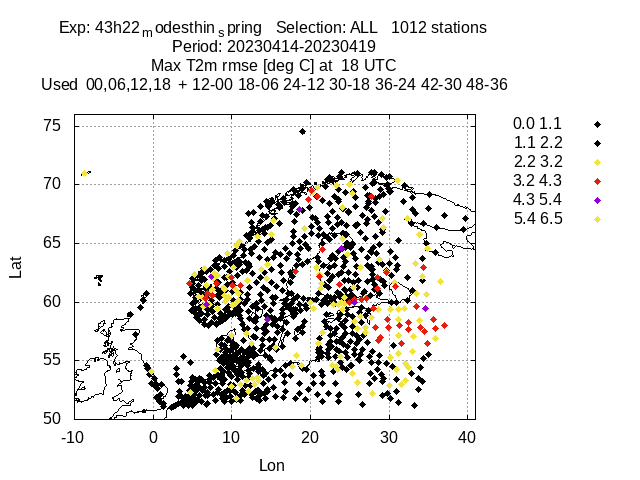 Exp: 43h22modesthinspring   Selection: ALL   1012 stations
Period: 20230414-20230419
Max T2m rmse [deg C] at  18 UTC
Used  00,06,12,18  + 12-00 18-06 24-12 30-18 36-24 42-30 48-36
75
70
65
60
55
50
Lat
-10 0 10 20 30 40
Lon
0.0 1.1
1.1 2.2
2.2 3.2
3.2 4.3
4.3 5.4
5.4 6.5